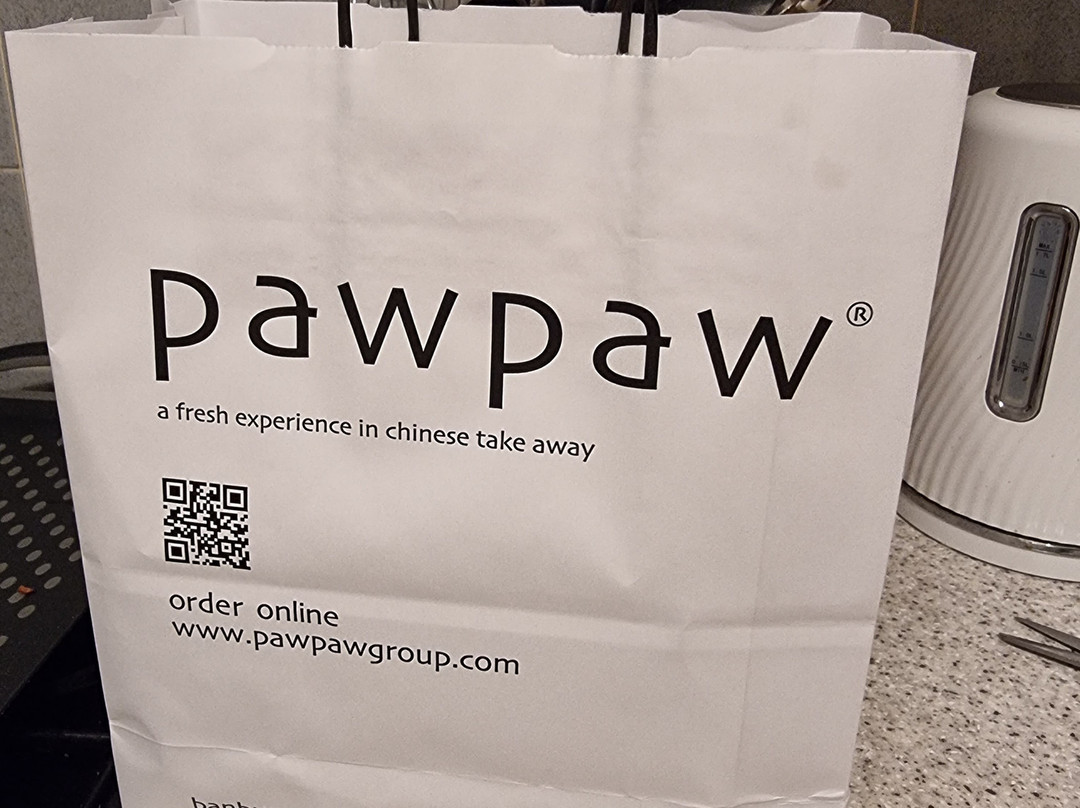 pawpaw®
a fresh experience in chinese take away
order online
www.pawpawgroup.com